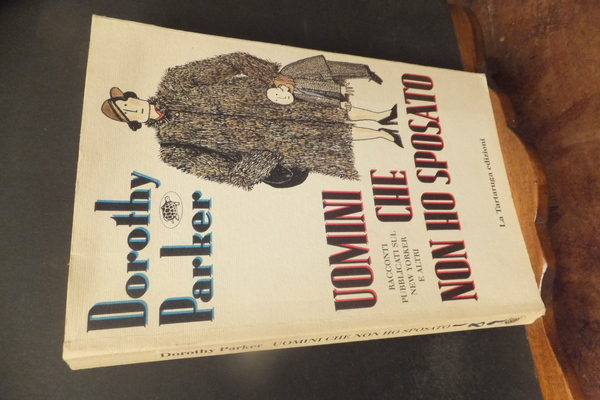 Dorothy
Parker
UOMINI
CHE
NON HO SPOSATO
RACCONTI
PUBBLICATI SUL
NEW YORKER
E ALTRI
La Tartaruga edizioni
Dorothy Parker UOMINI CHE NON HO SPOSATO